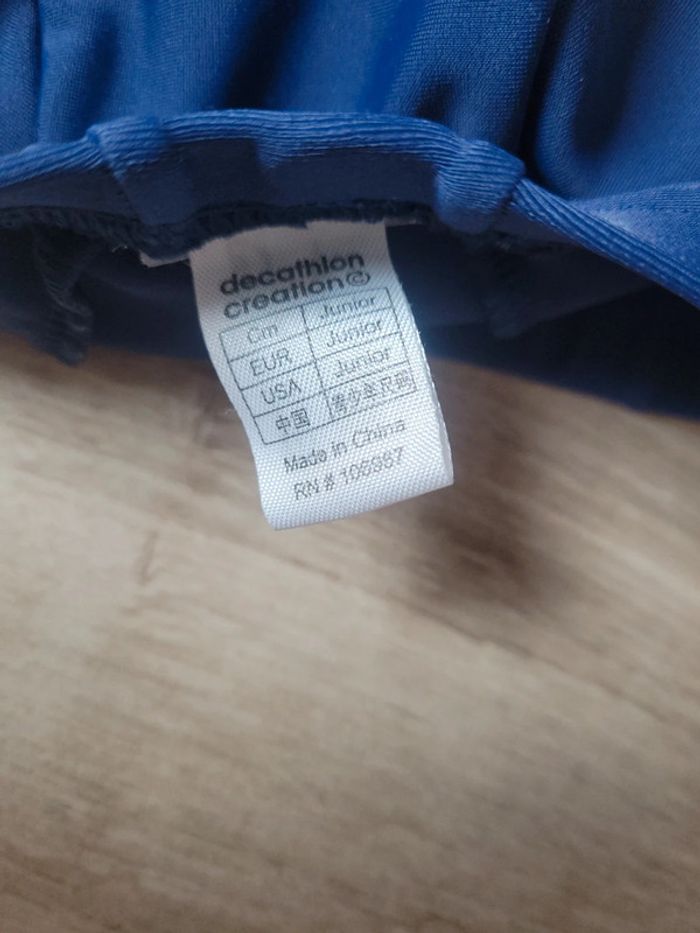 decathlon
creation©
Cm Junior
EUR Junior
USA Junior
中国 青少年尺码
Made in China
RN # 106987